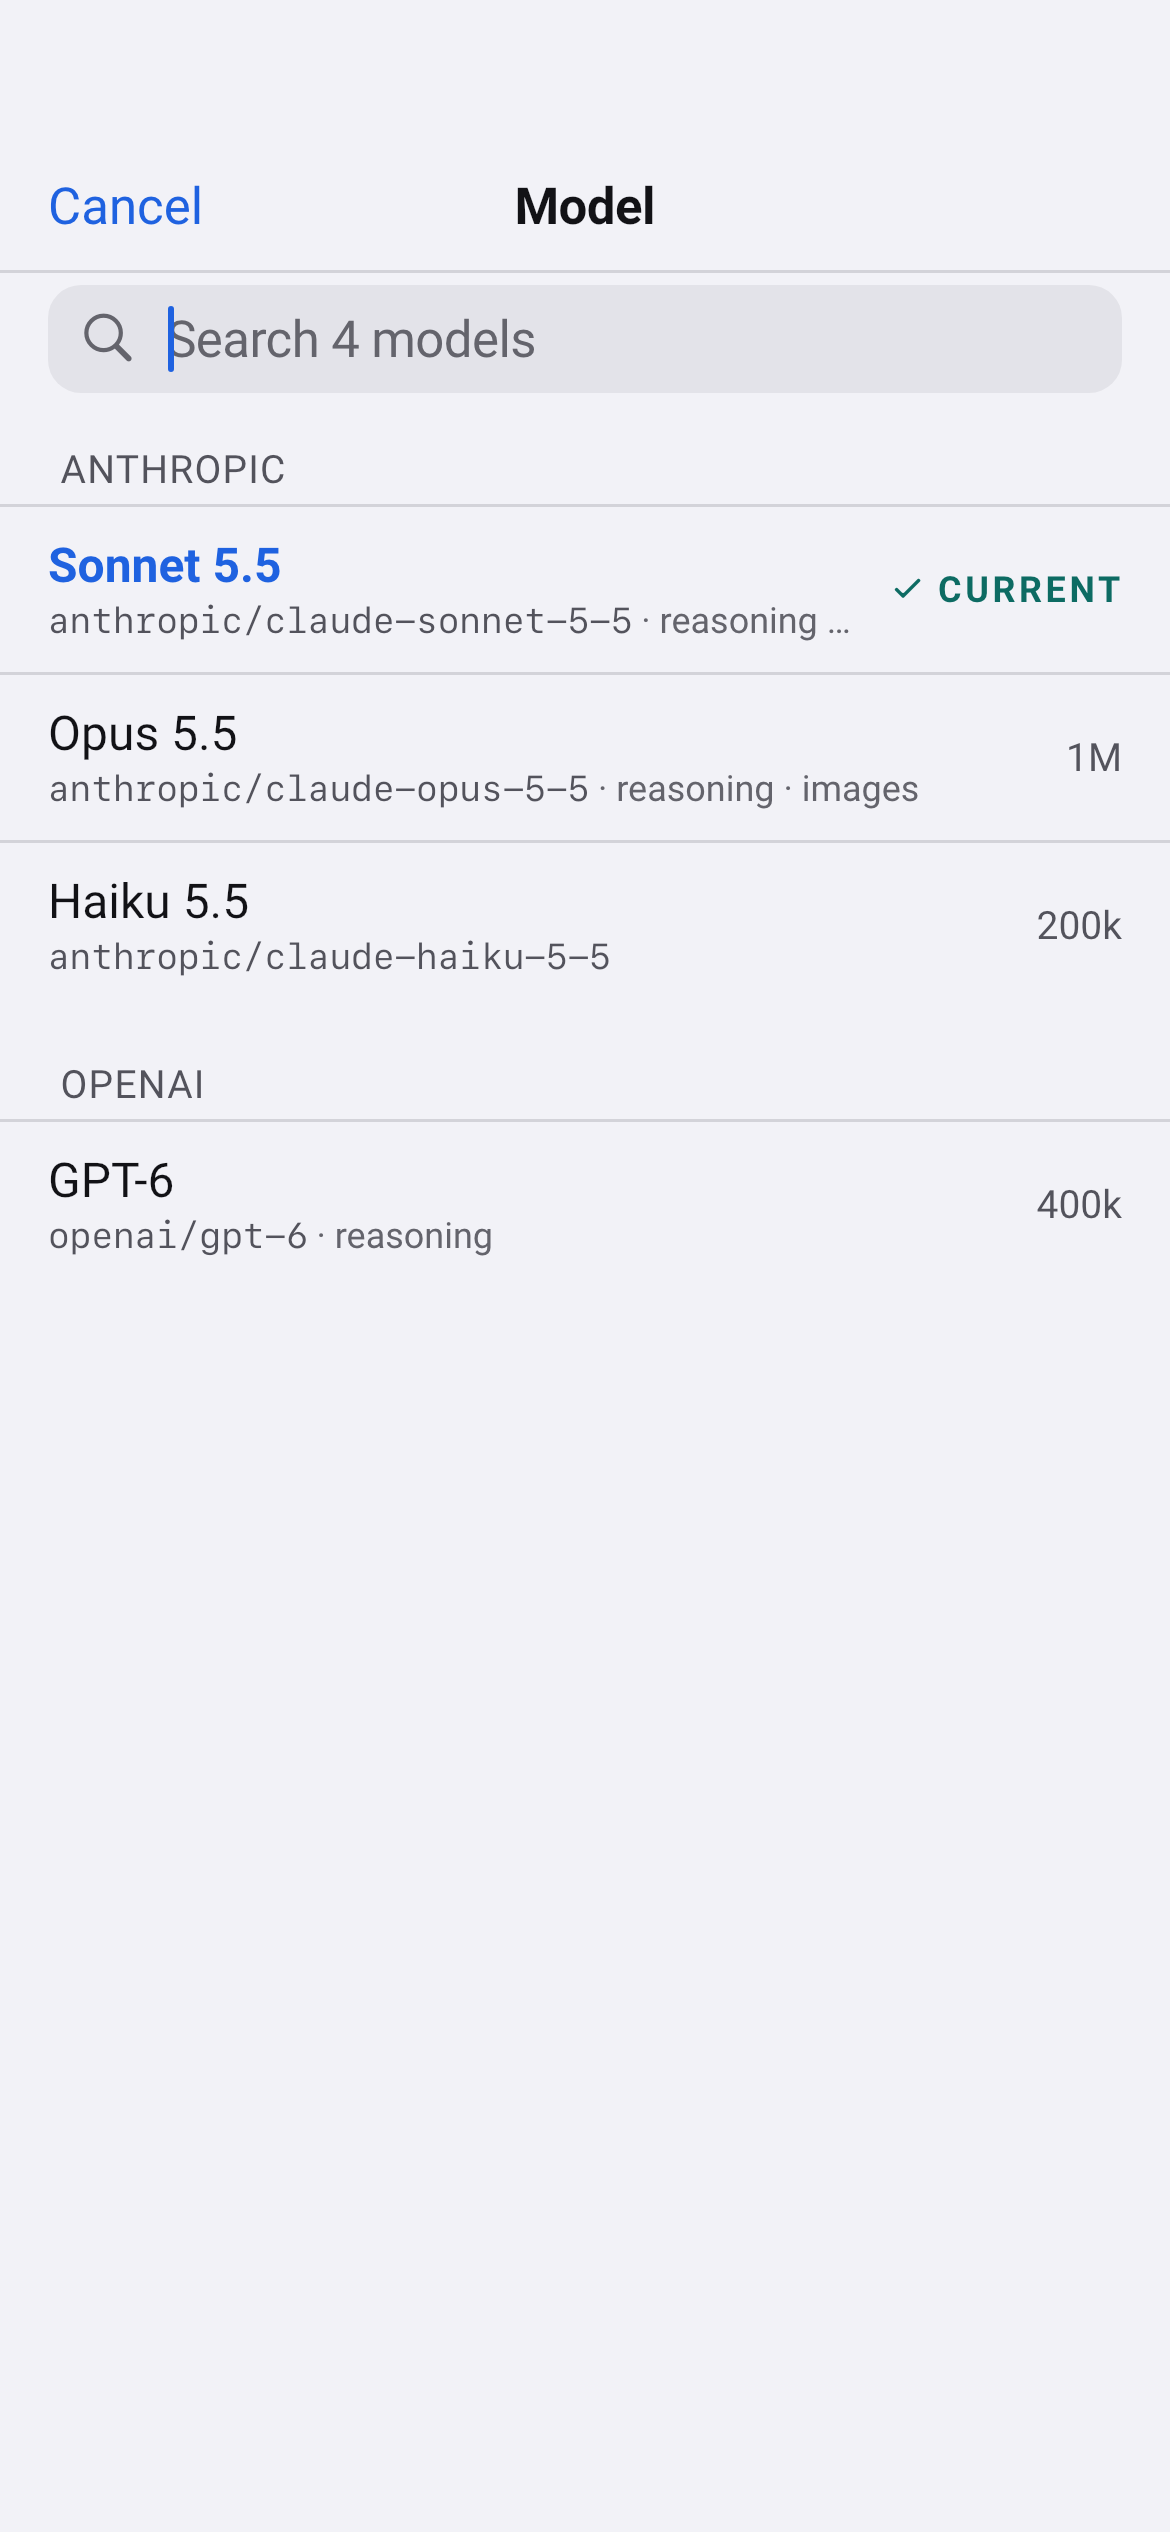 Cancel
Model
Search 4 models
ANTHROPIC
Sonnet 5.5
anthropic/claude-sonnet-5-5 · reasoning ...
✓ CURRENT
Opus 5.5
anthropic/claude-opus-5-5 · reasoning · images
1M
Haiku 5.5
anthropic/claude-haiku-5-5
200k
OPENAI
GPT-6
openai/gpt-6 · reasoning
400k